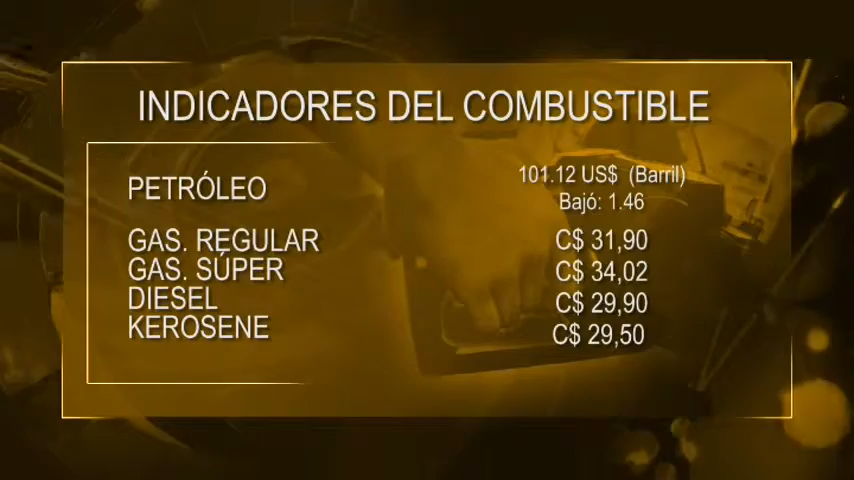 INDICADORES DEL COMBUSTIBLE
PETRÓLEO 101.12 US$ (Barril)
Bajó: 1.46
GAS. REGULAR C$ 31,90
GAS. SÚPER C$ 34,02
DIESEL C$ 29,90
KEROSENE C$ 29,50